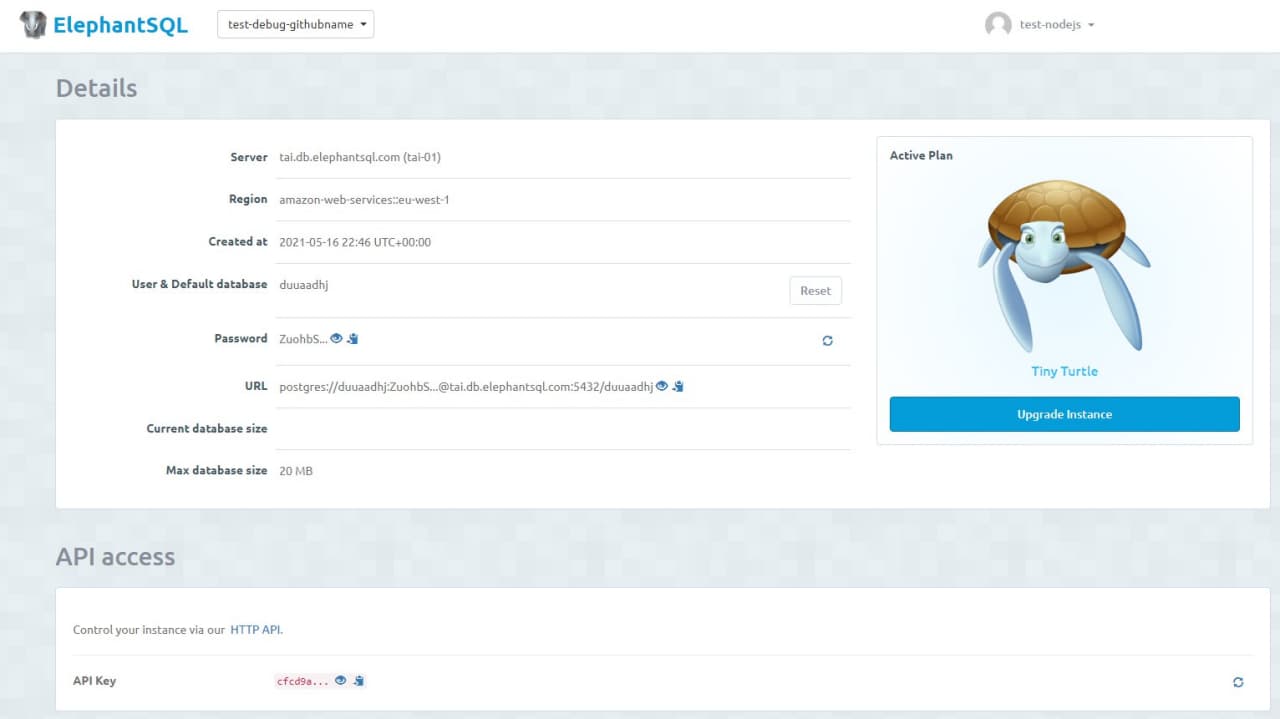 ElephantSQL test-debug-githubname test-nodejs
Details
Server tai.db.elephantsql.com (tai-01)
Region amazon-web-services::eu-west-1
Created at 2021-05-16 22:46 UTC+00:00
User & Default database duuaadhj Reset
Password ZuohbS...
URL postgres://duuaadhj:ZuohbS...@tai.db.elephantsql.com:5432/duuaadhj
Current database size
Max database size 20 MB
Active Plan
Tiny Turtle
Upgrade Instance
API access
Control your instance via our HTTP API.
API Key cfcd9a...